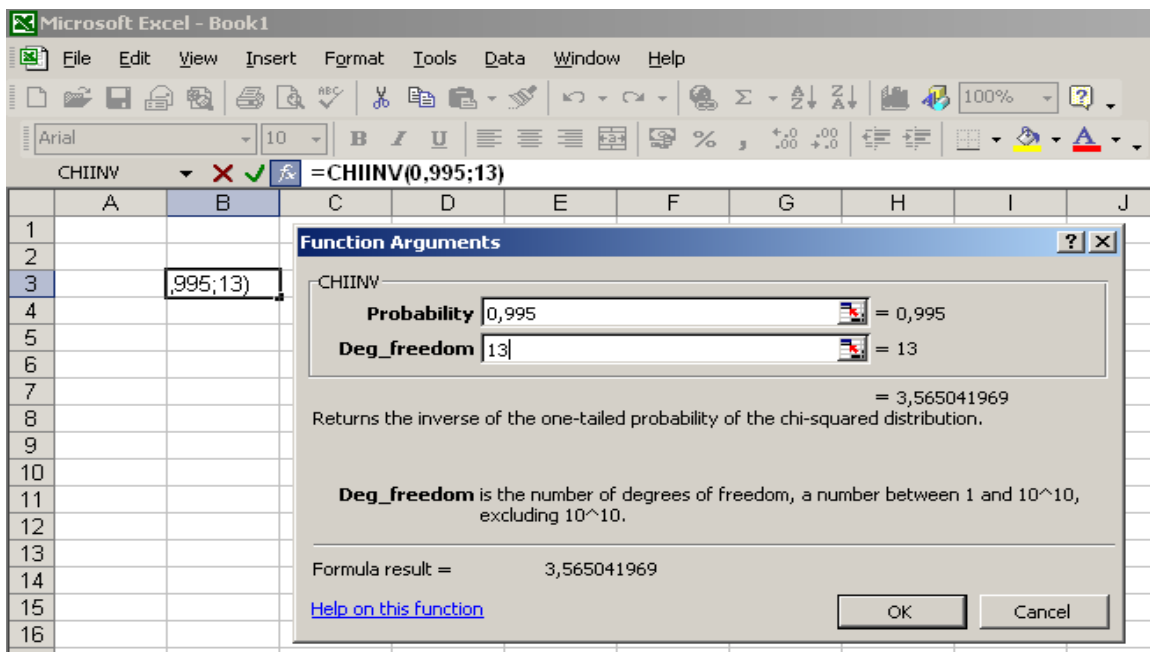 Microsoft Excel - Book1
File Edit View Insert Format Tools Data Window Help
ABC Σ A Z Z A 100% ?
Arial 10 B I U a % , ,00 ,0 A
CHIINV fx =CHIINV(0,995;13)
A B C D E F G H I J
1
2
Function Arguments ? X
3 ,995;13)
CHIINV
4
Probability 0,995 = 0,995
5
Deg_freedom 13 = 13
6
7
= 3,565041969
8
Returns the inverse of the one-tailed probability of the chi-squared distribution.
9
10
11
Deg_freedom is the number of degrees of freedom, a number between 1 and 10^10,
excluding 10^10.
12
13
14
Formula result = 3,565041969
15
Help on this function OK Cancel
16